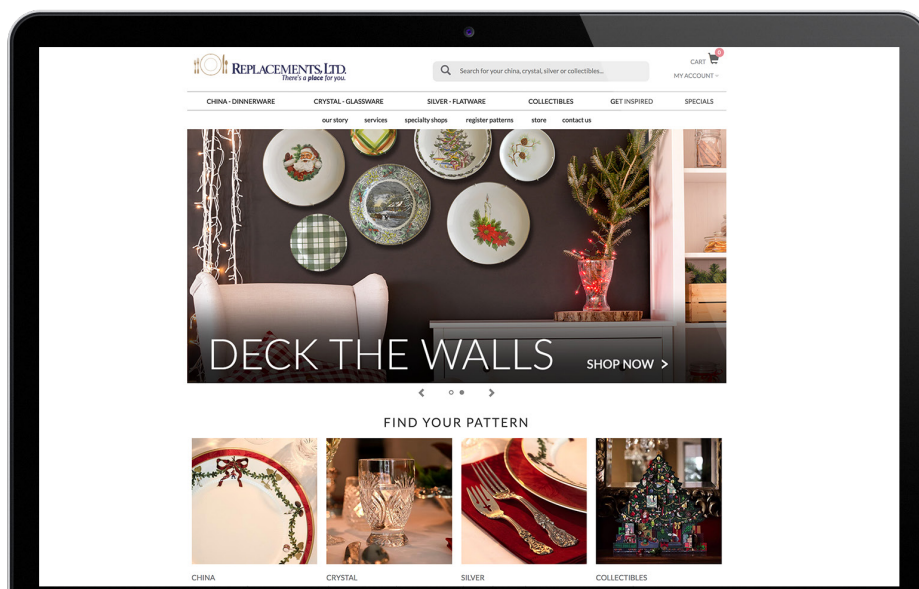 0
CART
REPLACEMENTS, LTD.
There's a place for you.
Search for your china, crystal, silver or collectibles...
MY ACCOUNT
CHINA - DINNERWARE CRYSTAL - GLASSWARE SILVER - FLATWARE COLLECTIBLES GET INSPIRED SPECIALS
our story services specialty shops register patterns store contact us
DECK THE WALLS
SHOP NOW >
FIND YOUR PATTERN
CHINA CRYSTAL SILVER COLLECTIBLES